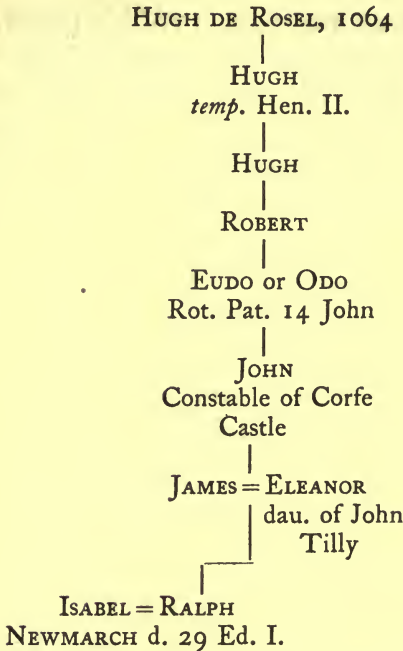 HUGH DE ROSEL, 1064
HUGH
temp. Hen. II.
HUGH
ROBERT
EUDO or ODO
Rot. Pat. 14 John
JOHN
Constable of Corfe
Castle
JAMES = ELEANOR
dau. of John
Tilly
ISABEL = RALPH
NEWMARCH d. 29 Ed. I.